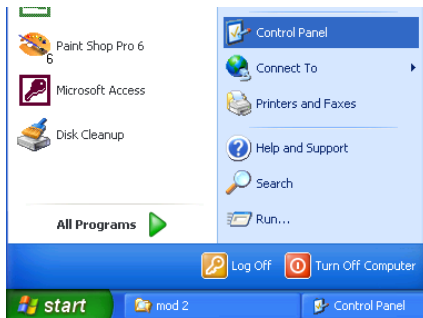 Paint Shop Pro 6
6
Microsoft Access
Disk Cleanup
All Programs
Control Panel
Connect To
Printers and Faxes
Help and Support
Search
Run...
Log Off
Turn Off Computer
start
mod 2
Control Panel